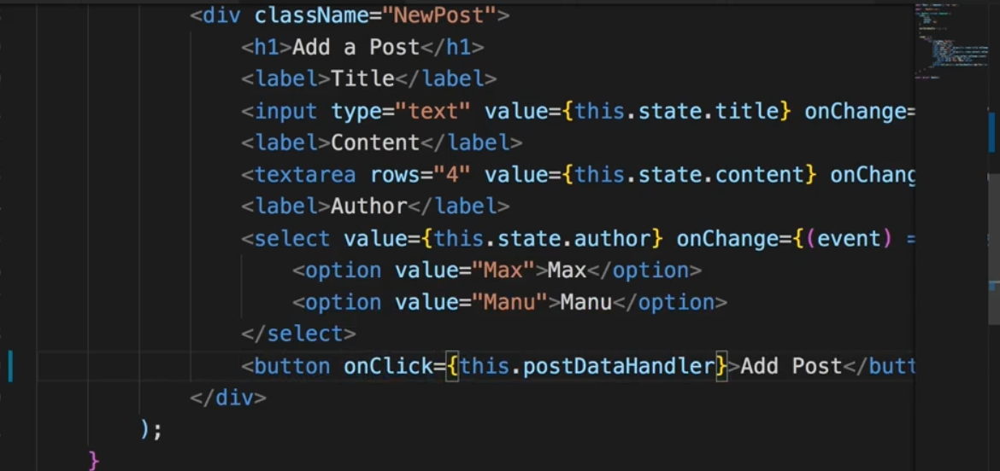 <div className="NewPost">
<h1>Add a Post</h1>
<label>Title</label>
<input type="text" value={this.state.title} onChange=
<label>Content</label>
<textarea rows="4" value={this.state.content} onChang
<label>Author</label>
<select value={this.state.author} onChange={(event) =
<option value="Max">Max</option>
<option value="Manu">Manu</option>
</select>
<button onClick={this.postDataHandler}>Add Post</butt
</div>
);
}